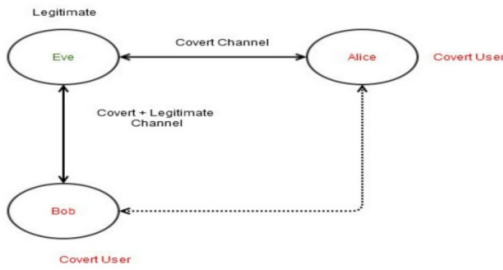 Legitimate
Eve
Covert Channel
Alice
Covert User
Covert + Legitimate
Channel
Bob
Covert User